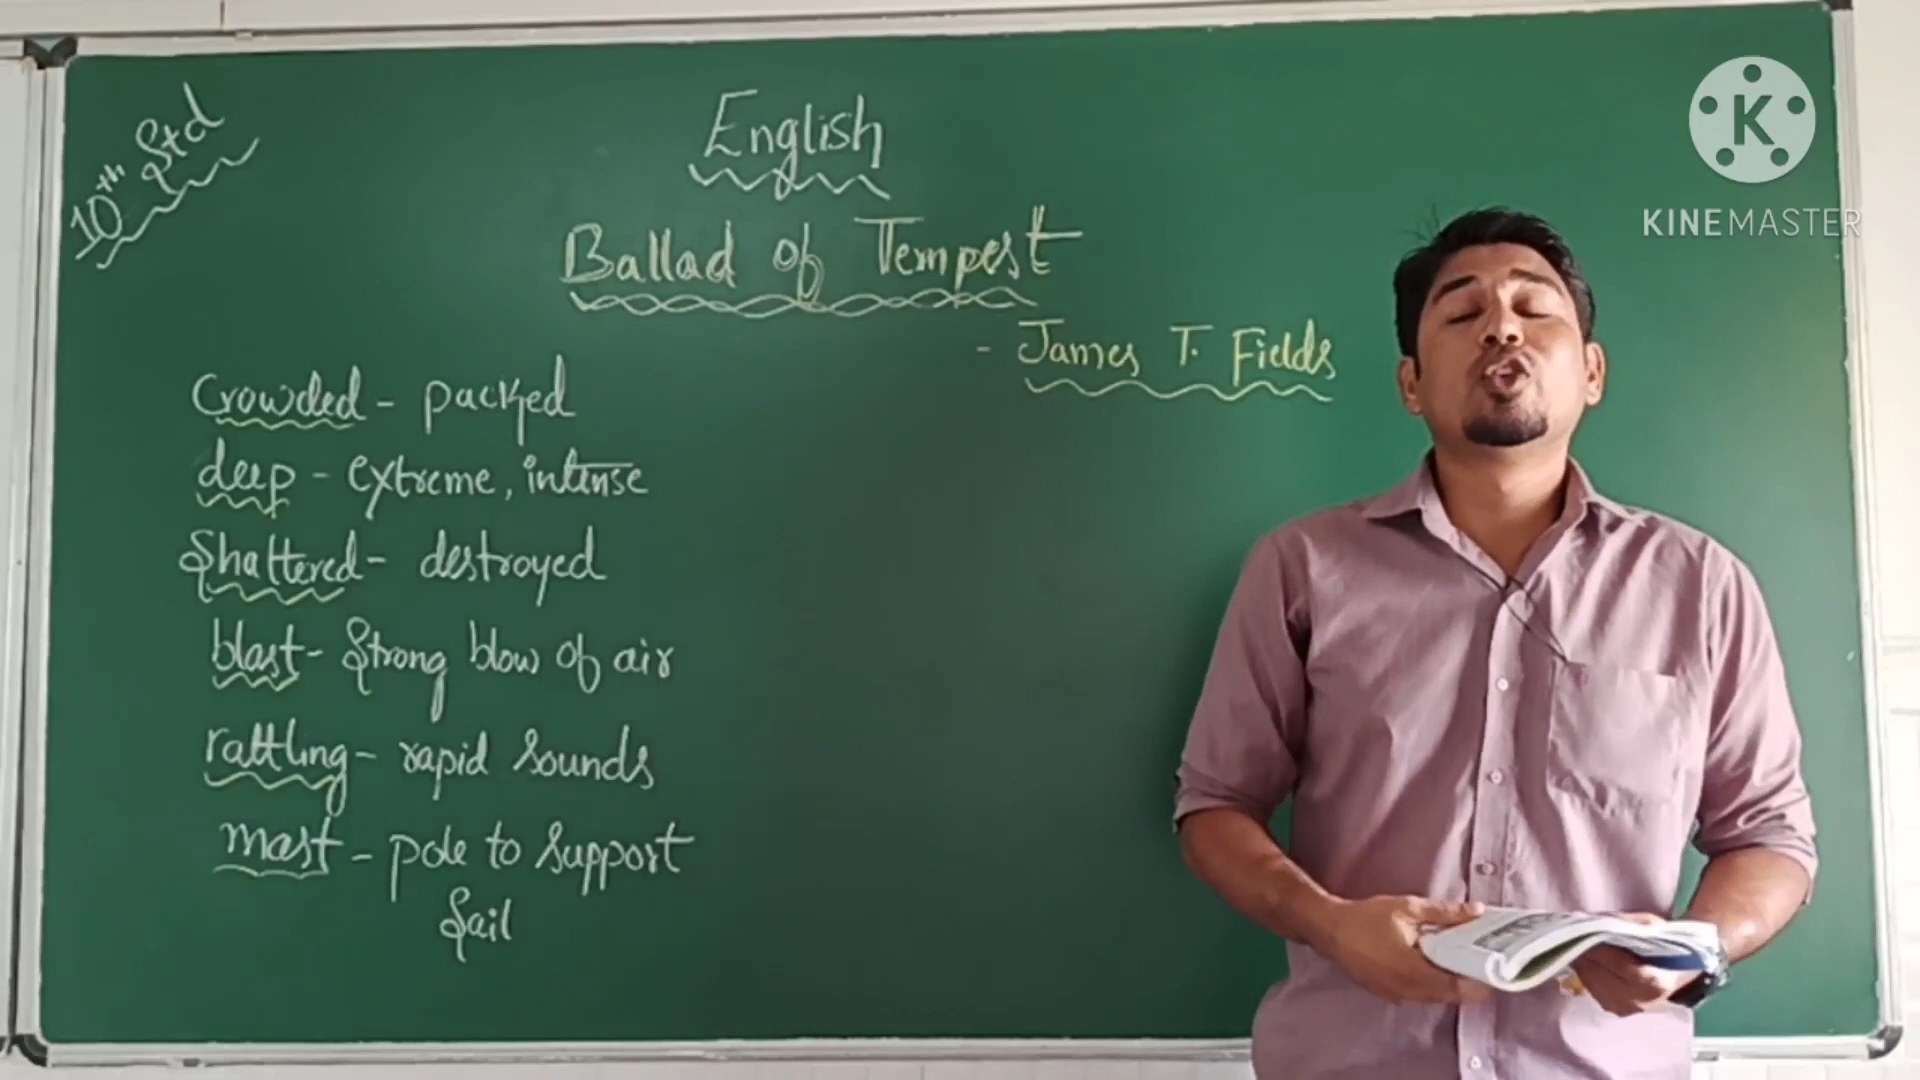 10th Std
English
Ballad of Tempest
- James T. Fields
Crowded - packed
deep - extreme, intense
Shattered - destroyed
blast - Strong blow of air
rattling - rapid sounds
mast - pole to support
sail
K
KINEMASTER